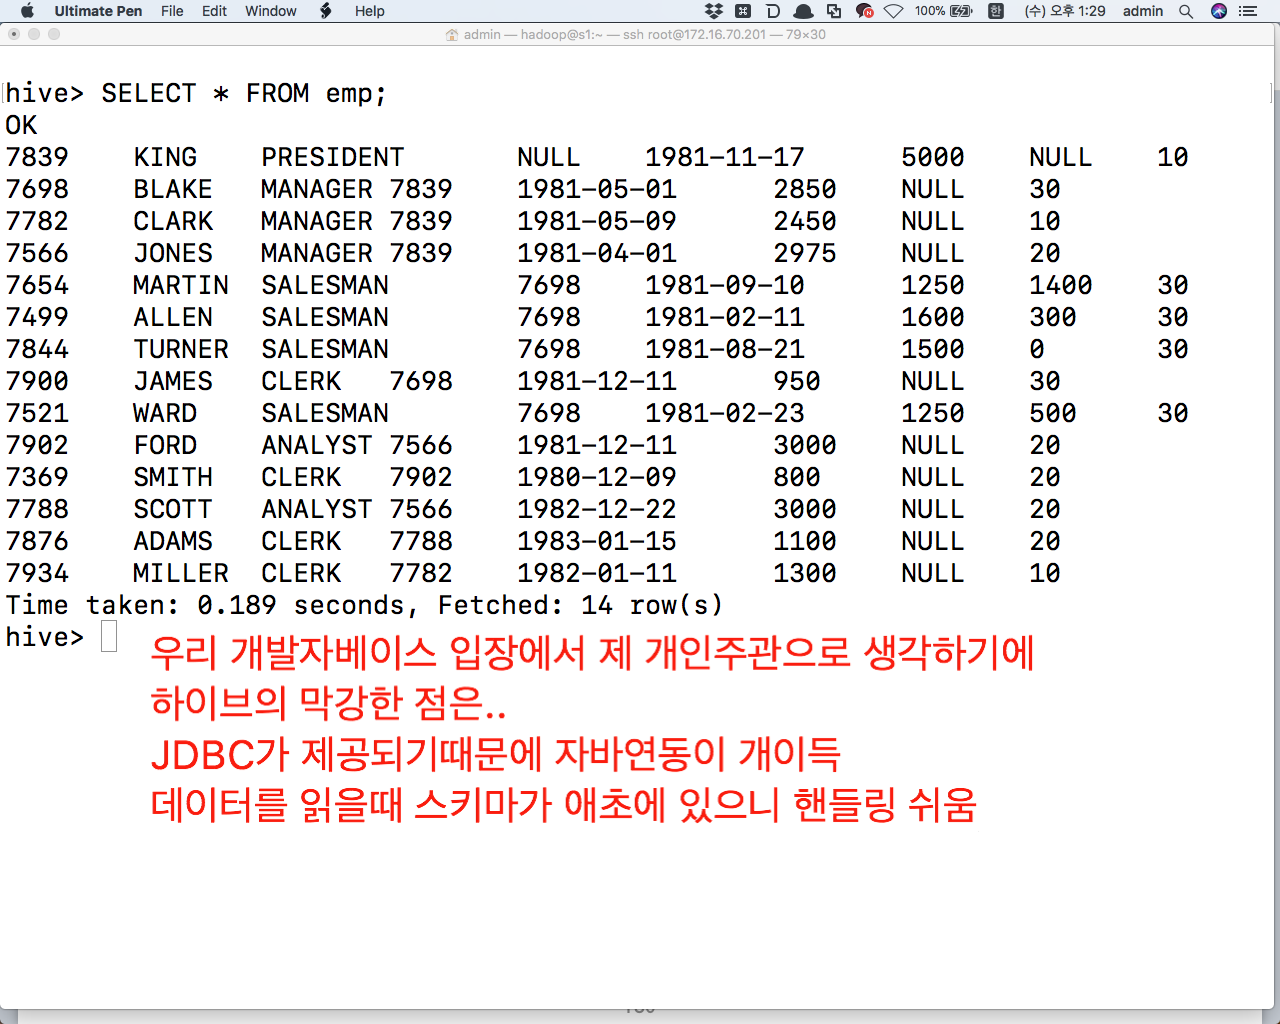 Ultimate Pen File Edit Window Help 100% 한 (수) 오후 1:29 admin
admin — hadoop@s1:~ — ssh root@172.16.70.201 — 79×30
hive> SELECT * FROM emp;
OK
7839 KING PRESIDENT NULL 1981-11-17 5000 NULL 10
7698 BLAKE MANAGER 7839 1981-05-01 2850 NULL 30
7782 CLARK MANAGER 7839 1981-05-09 2450 NULL 10
7566 JONES MANAGER 7839 1981-04-01 2975 NULL 20
7654 MARTIN SALESMAN 7698 1981-09-10 1250 1400 30
7499 ALLEN SALESMAN 7698 1981-02-11 1600 300 30
7844 TURNER SALESMAN 7698 1981-08-21 1500 0 30
7900 JAMES CLERK 7698 1981-12-11 950 NULL 30
7521 WARD SALESMAN 7698 1981-02-23 1250 500 30
7902 FORD ANALYST 7566 1981-12-11 3000 NULL 20
7369 SMITH CLERK 7902 1980-12-09 800 NULL 20
7788 SCOTT ANALYST 7566 1982-12-22 3000 NULL 20
7876 ADAMS CLERK 7788 1983-01-15 1100 NULL 20
7934 MILLER CLERK 7782 1982-01-11 1300 NULL 10
Time taken: 0.189 seconds, Fetched: 14 row(s)
hive>
우리 개발자베이스 입장에서 제 개인주관으로 생각하기에
하이브의 막강한 점은..
JDBC가 제공되기때문에 자바연동이 개이득
데이터를 읽을때 스키마가 애초에 있으니 핸들링 쉬움